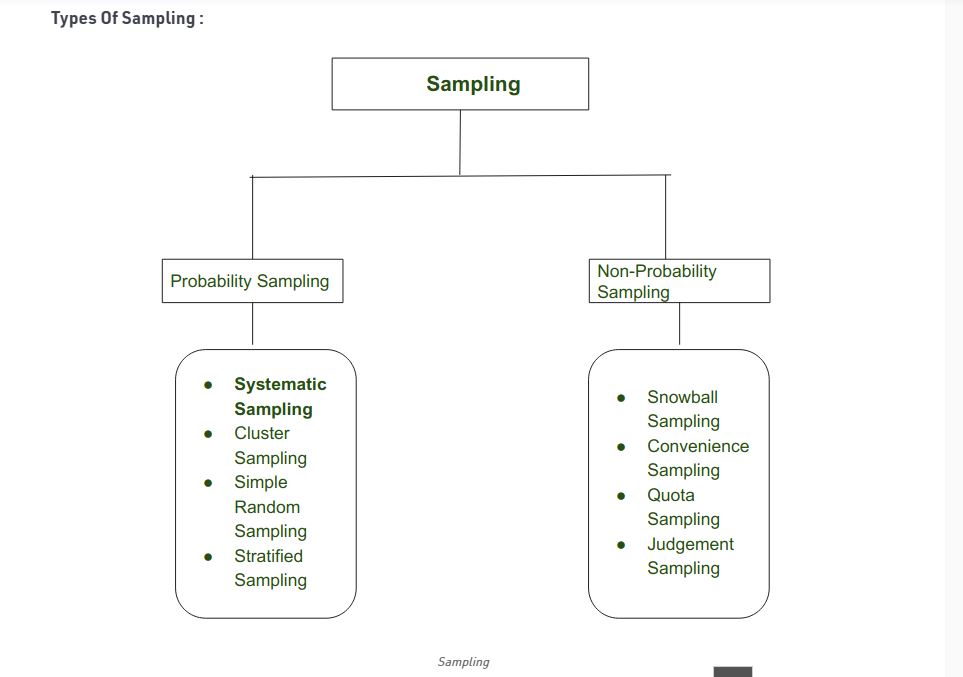 Types Of Sampling :
Sampling
Probability Sampling
Non-Probability
Sampling
● Systematic
Sampling
● Cluster
Sampling
● Simple
Random
Sampling
● Stratified
Sampling
● Snowball
Sampling
● Convenience
Sampling
● Quota
Sampling
● Judgement
Sampling
Sampling